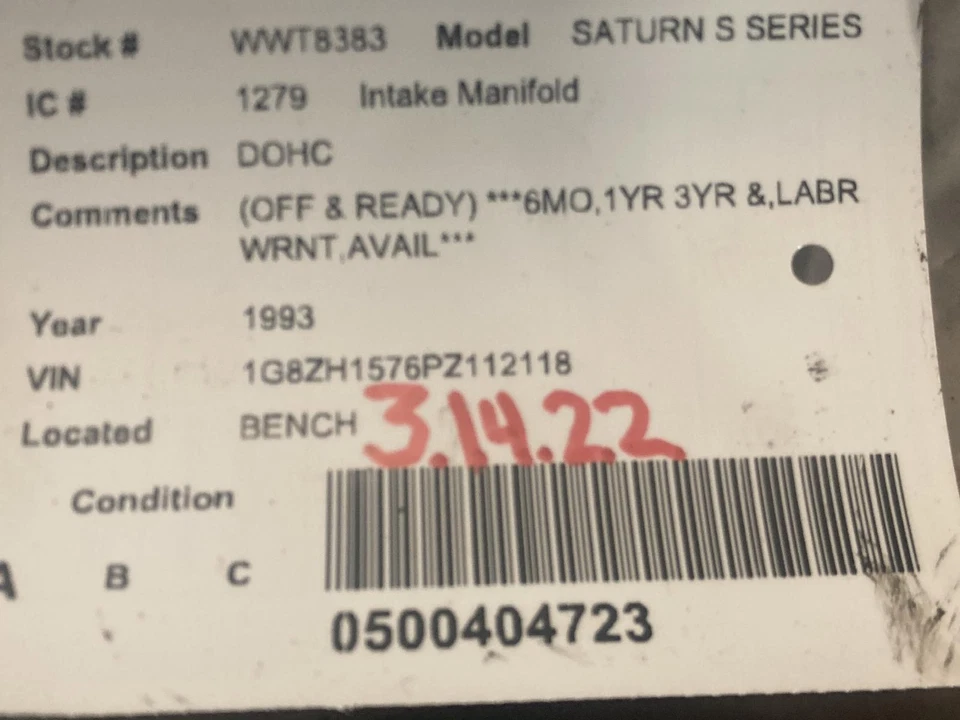 Stock # WWT8383 Model SATURN S SERIES
IC # 1279 Intake Manifold
Description DOHC
Comments (OFF & READY) ***6MO,1YR 3YR &,LABR
WRNT,AVAIL***
Year 1993
VIN 1G8ZH1576PZ112118
Located BENCH 3.14.22
Condition
A B C
0500404723